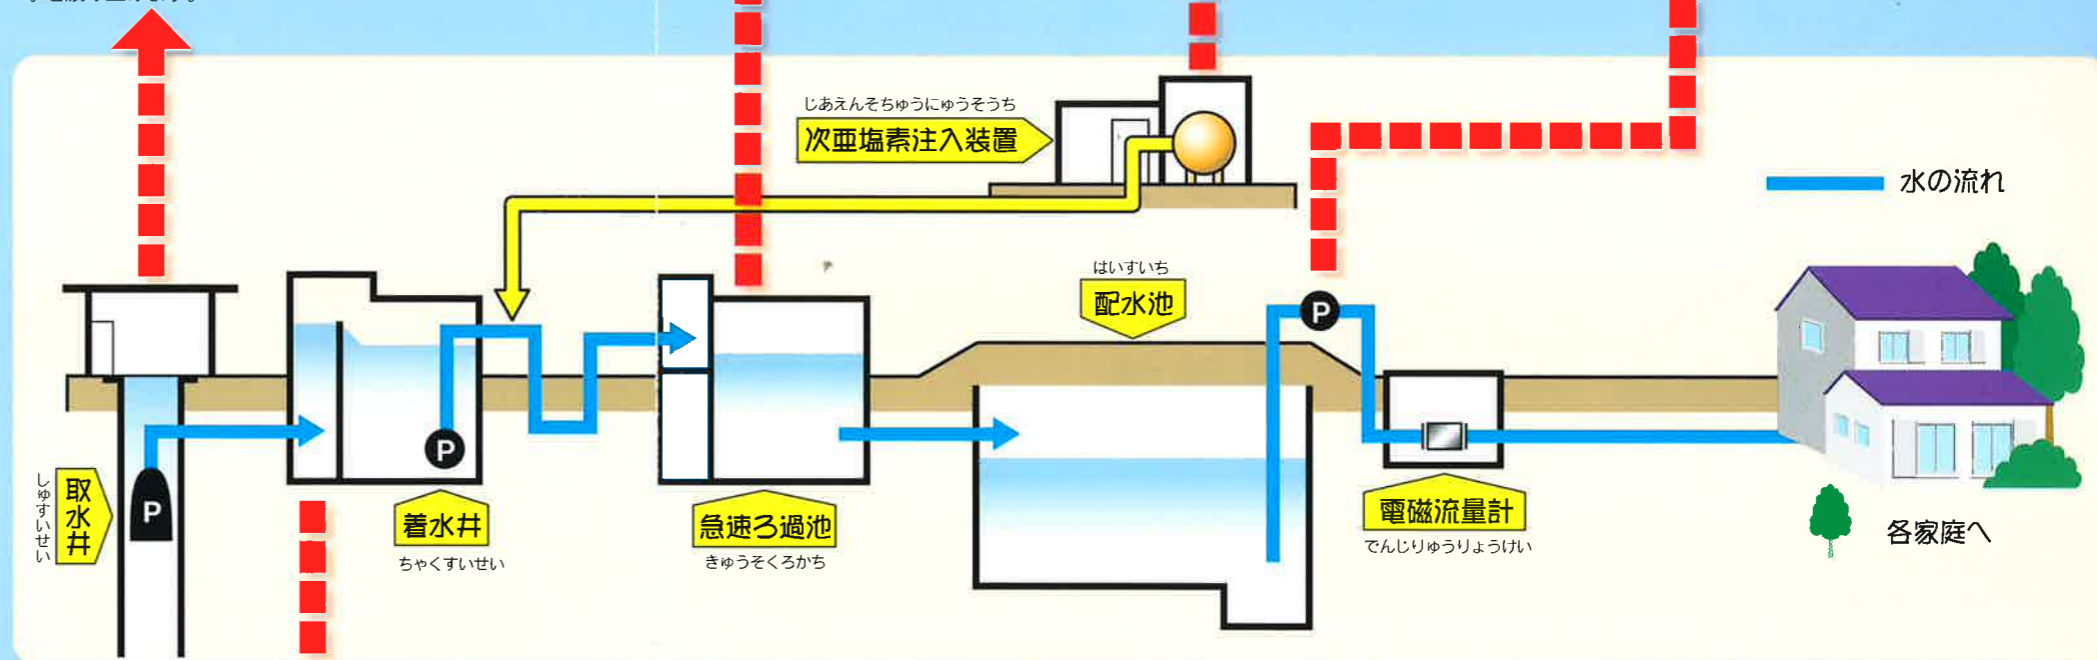 じあえんそちゅうにゅうそうち
次亜塩素注入装置
水の流れ
はいすいち
配水池
P
P
P
取水井
しゅすいせい
着水井
ちゃくすいせい
急速ろ過池
きゅうそくろかち
電磁流量計
でんじりゅうりょうけい
各家庭へ